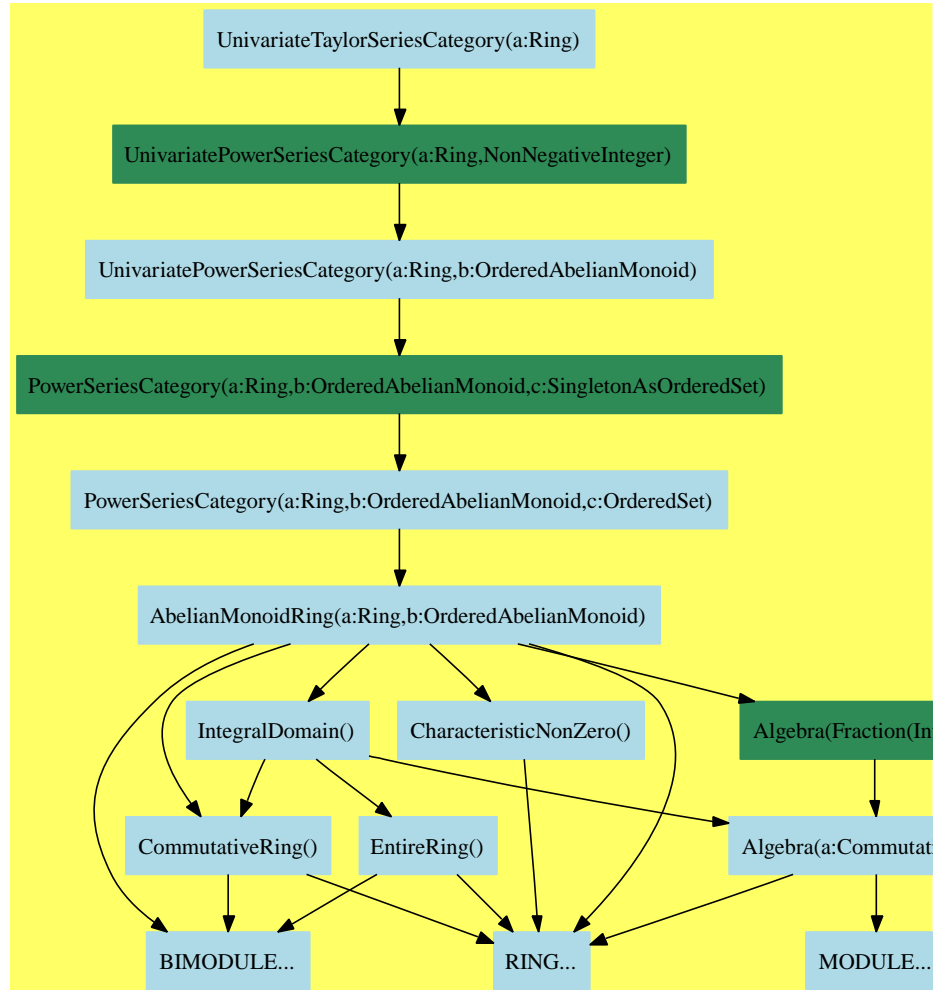 UnivariateTaylorSeriesCategory(a:Ring)
UnivariatePowerSeriesCategory(a:Ring,NonNegativeInteger)
UnivariatePowerSeriesCategory(a:Ring,b:OrderedAbelianMonoid)
PowerSeriesCategory(a:Ring,b:OrderedAbelianMonoid,c:SingletonAsOrderedSet)
PowerSeriesCategory(a:Ring,b:OrderedAbelianMonoid,c:OrderedSet)
AbelianMonoidRing(a:Ring,b:OrderedAbelianMonoid)
IntegralDomain()
CharacteristicNonZero()
Algebra(Fraction(In
CommutativeRing()
EntireRing()
Algebra(a:Commutati
BIMODULE...
RING...
MODULE...